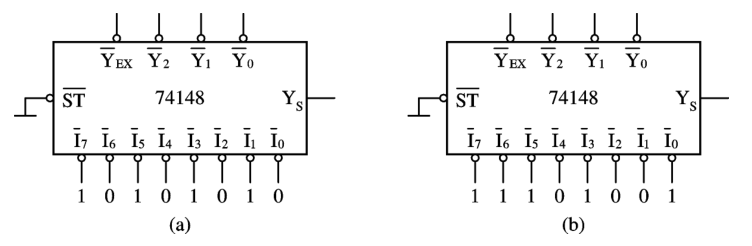 Y̅EX Y̅2 Y̅1 Y̅0
S̅T̅ 74148 YS
I̅7 I̅6 I̅5 I̅4 I̅3 I̅2 I̅1 I̅0
1 0 1 0 1 0 1 0
(a)
Y̅EX Y̅2 Y̅1 Y̅0
S̅T̅ 74148 YS
I̅7 I̅6 I̅5 I̅4 I̅3 I̅2 I̅1 I̅0
1 1 1 0 1 0 0 1
(b)